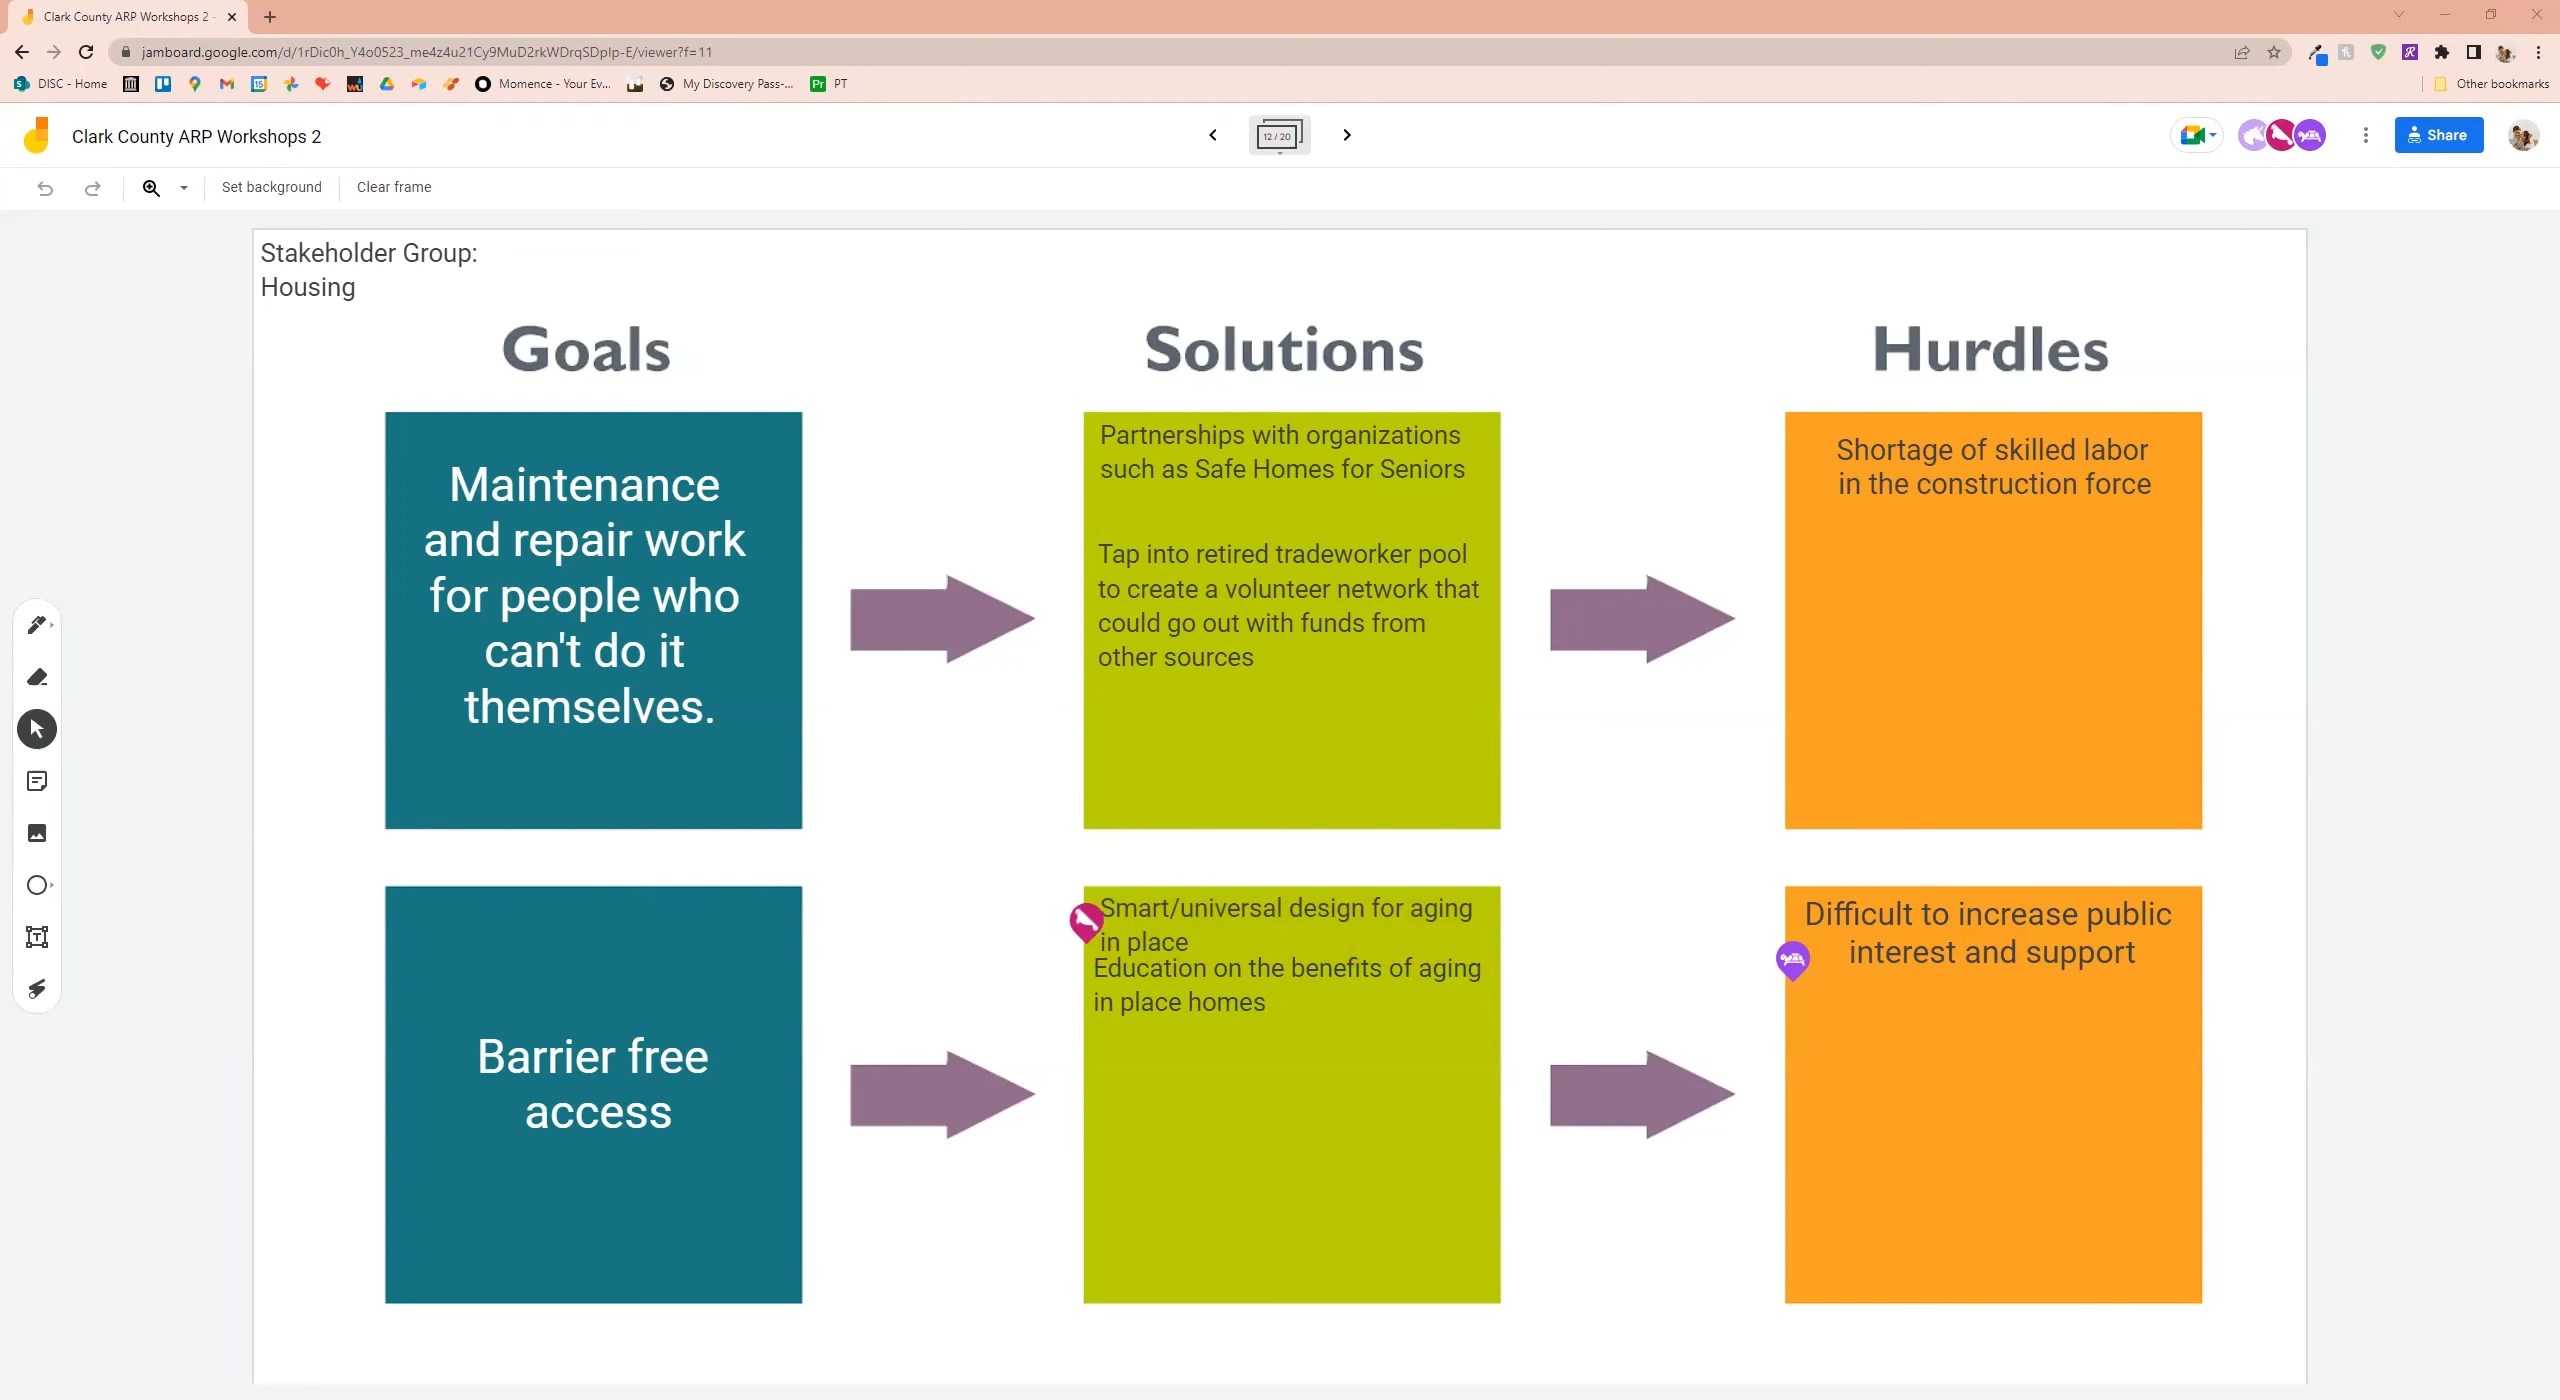 Clark County ARP Workshops 2 -
jamboard.google.com/d/1rDic0h_Y4o0523_me4z4u21Cy9MuD2rkWDrqSDpIp-E/viewer?f=11
DISC - Home
15
Momence - Your Ev...
My Discovery Pass-...
Pr PT
Other bookmarks
Clark County ARP Workshops 2
12 / 20
Share
Set background
Clear frame
Stakeholder Group:
Housing
Goals
Solutions
Hurdles
Maintenance
and repair work
for people who
can't do it
themselves.
Partnerships with organizations
such as Safe Homes for Seniors
Tap into retired tradeworker pool
to create a volunteer network that
could go out with funds from
other sources
Shortage of skilled labor
in the construction force
Barrier free
access
Smart/universal design for aging
in place
Education on the benefits of aging
in place homes
Difficult to increase public
interest and support